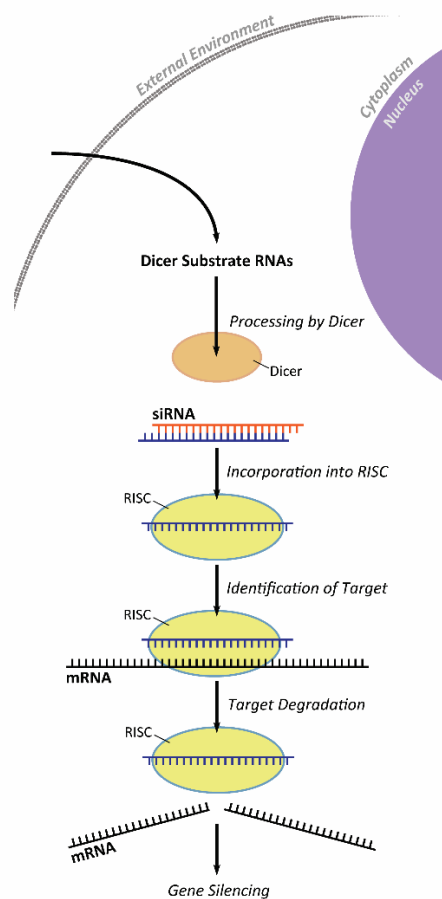 External Environment
Cytoplasm
Nucleus
Dicer Substrate RNAs
Processing by Dicer
Dicer
siRNA
Incorporation into RISC
RISC
Identification of Target
RISC
mRNA
Target Degradation
RISC
mRNA
Gene Silencing